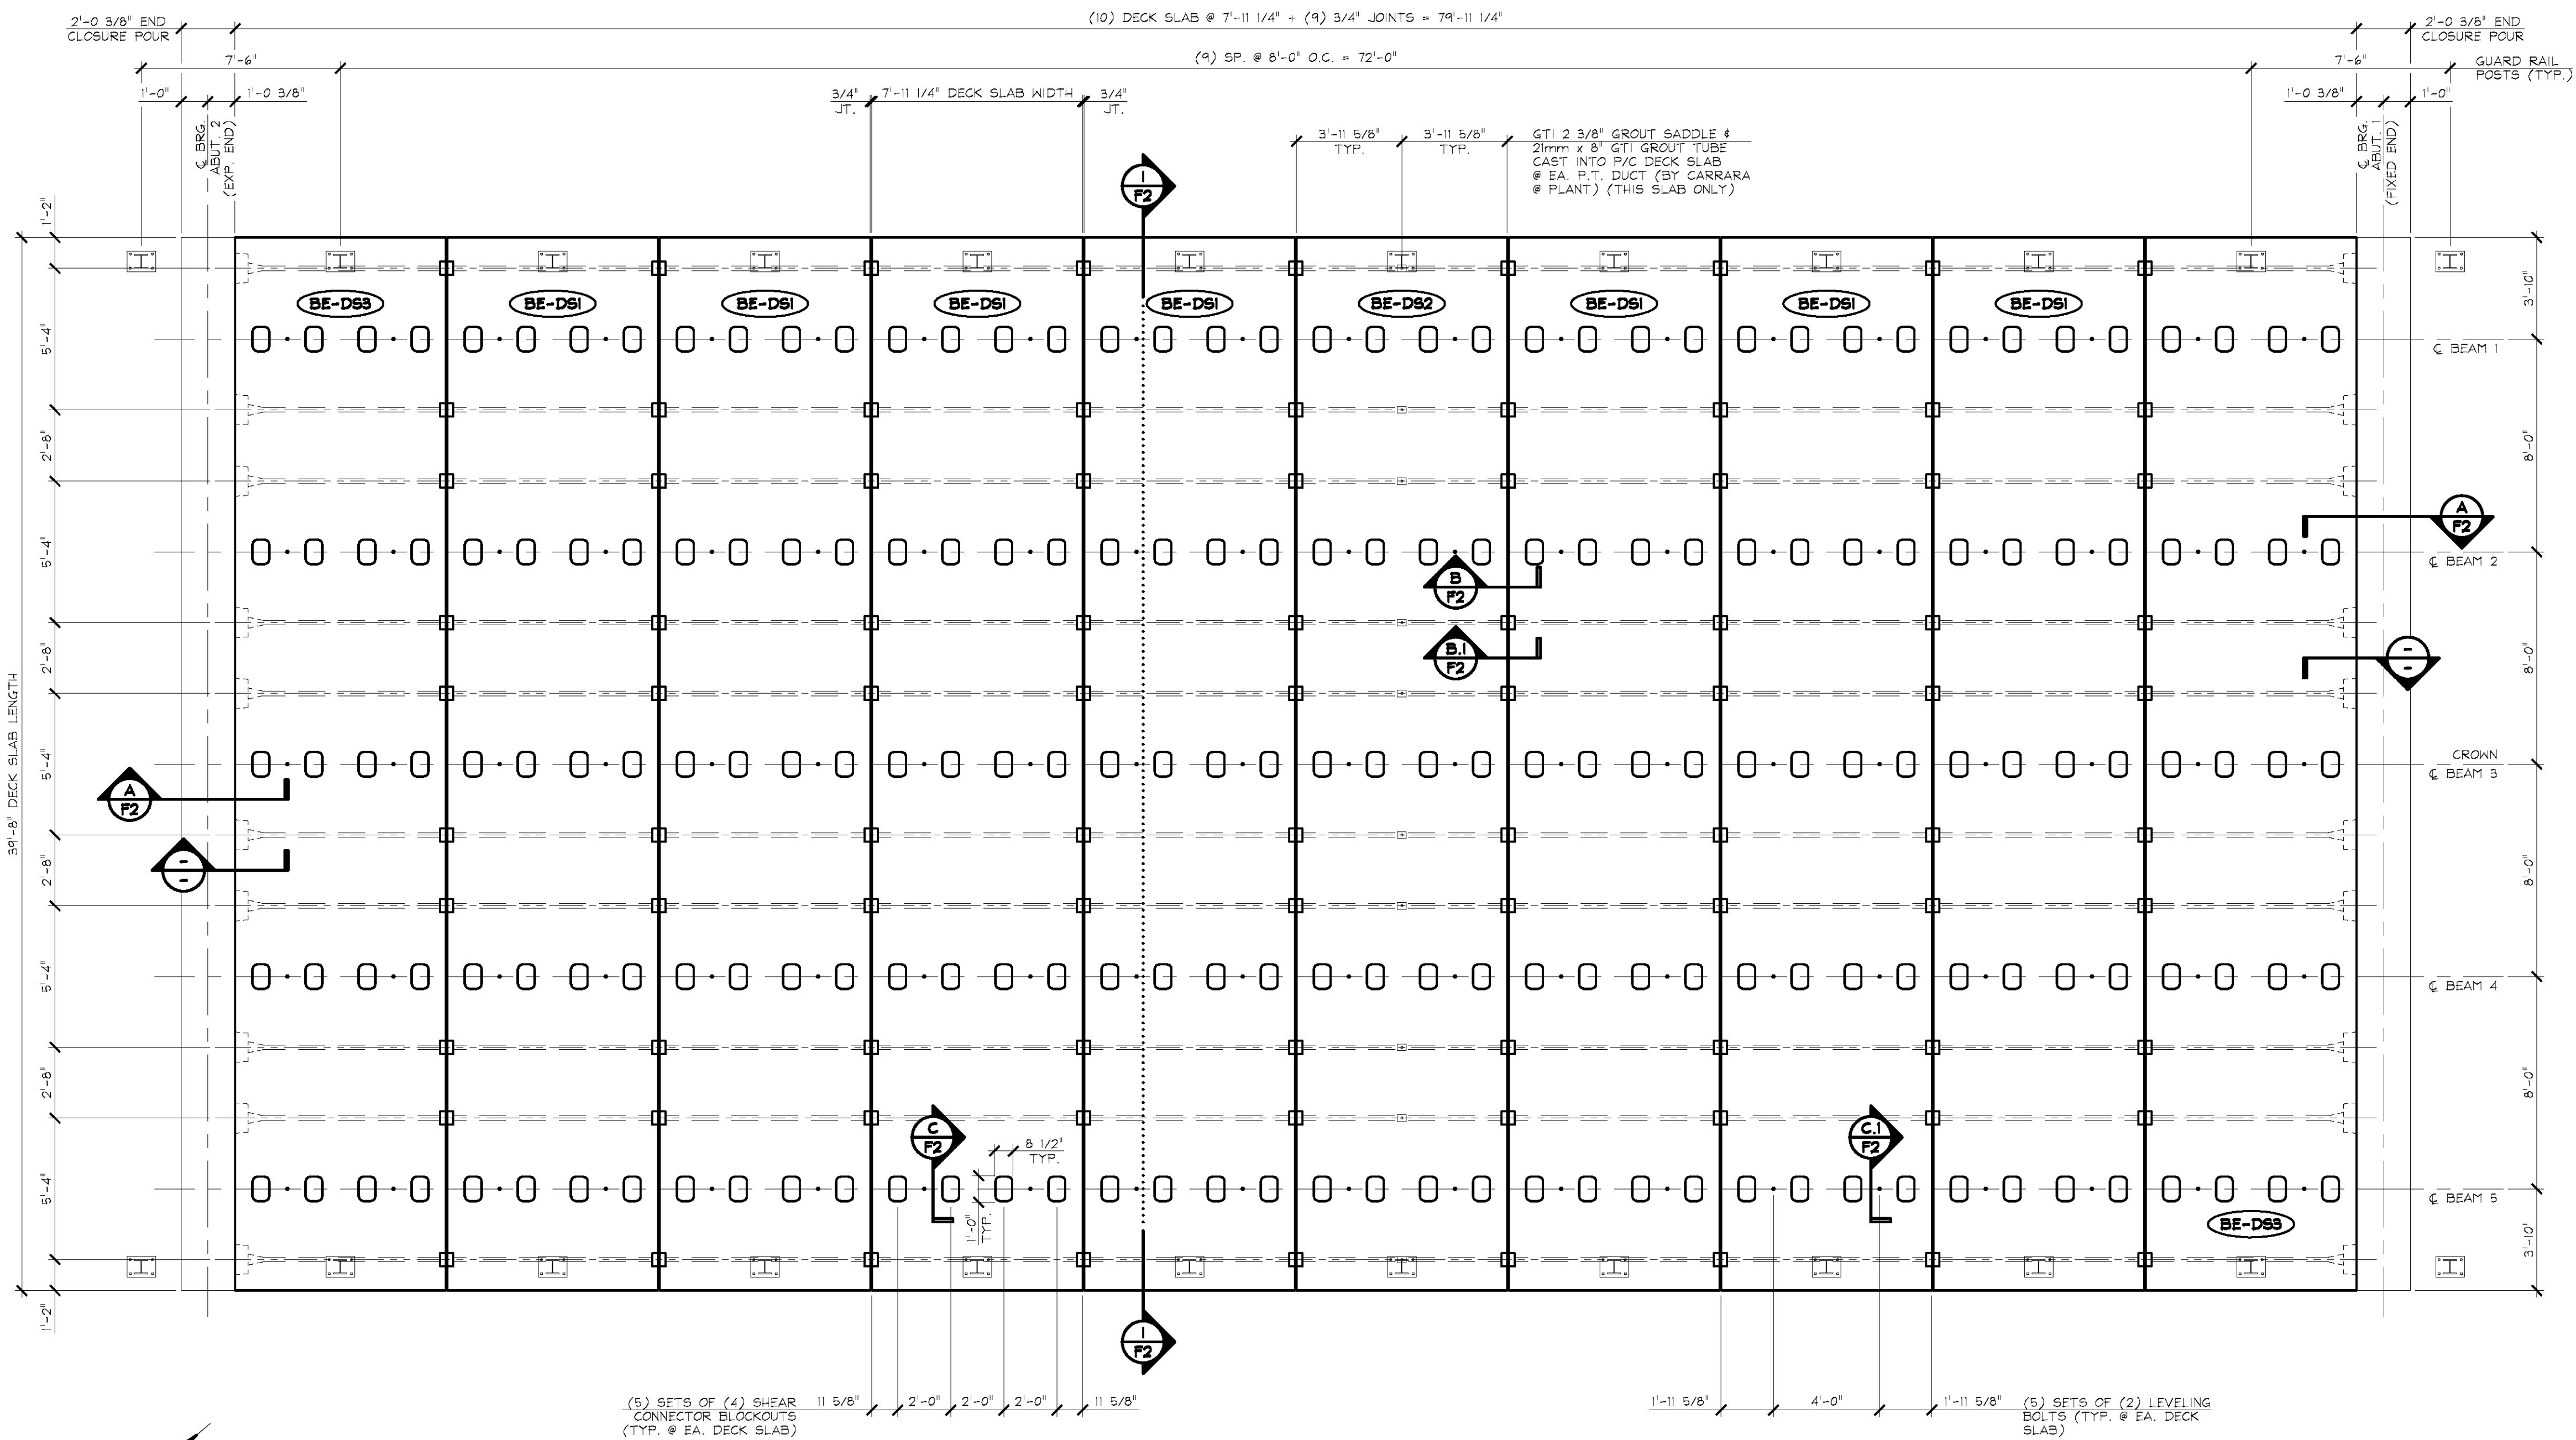 2'-0 3/8" END
CLOSURE POUR
(10) DECK SLAB @ 7'-11 1/4" + (9) 3/4" JOINTS = 79'-11 1/4"
2'-0 3/8" END
CLOSURE POUR
7'-6"
(9) SP. @ 8'-0" O.C. = 72'-0"
7'-6"
GUARD RAIL
POSTS (TYP.)
1'-0"
1'-0 3/8"
3/4"
JT.
7'-11 1/4" DECK SLAB WIDTH
3/4"
JT.
1'-0 3/8"
1'-0"
℄ BRG.
ABUT. 2
(EXP. END)
3'-11 5/8"
TYP.
3'-11 5/8"
TYP.
GTI 2 3/8" GROUT SADDLE &
21mm x 8" GTI GROUT TUBE
CAST INTO P/C DECK SLAB
@ EA. P.T. DUCT (BY CARRARA
@ PLANT) (THIS SLAB ONLY)
℄ BRG.
ABUT. 1
(FIXED END)
1
F2
1'-2"
BE-DS3
BE-DS1
BE-DS1
BE-DS1
BE-DS1
BE-DS2
BE-DS1
BE-DS1
BE-DS1
3'-10"
5'-4"
℄ BEAM 1
2'-8"
8'-0"
A
F2
5'-4"
℄ BEAM 2
B
F2
B.1
F2
2'-8"
8'-0"
-
-
39'-8" DECK SLAB LENGTH
5'-4"
CROWN
℄ BEAM 3
A
F2
2'-8"
8'-0"
-
-
5'-4"
℄ BEAM 4
2'-8"
8'-0"
C
F2
8 1/2"
TYP.
C.1
F2
5'-4"
1'-0"
TYP.
℄ BEAM 5
BE-DS3
3'-10"
1'-2"
1
F2
(5) SETS OF (4) SHEAR
CONNECTOR BLOCKOUTS
(TYP. @ EA. DECK SLAB)
11 5/8"
2'-0"
2'-0"
2'-0"
11 5/8"
1'-11 5/8"
4'-0"
1'-11 5/8"
(5) SETS OF (2) LEVELING
BOLTS (TYP. @ EA. DECK
SLAB)